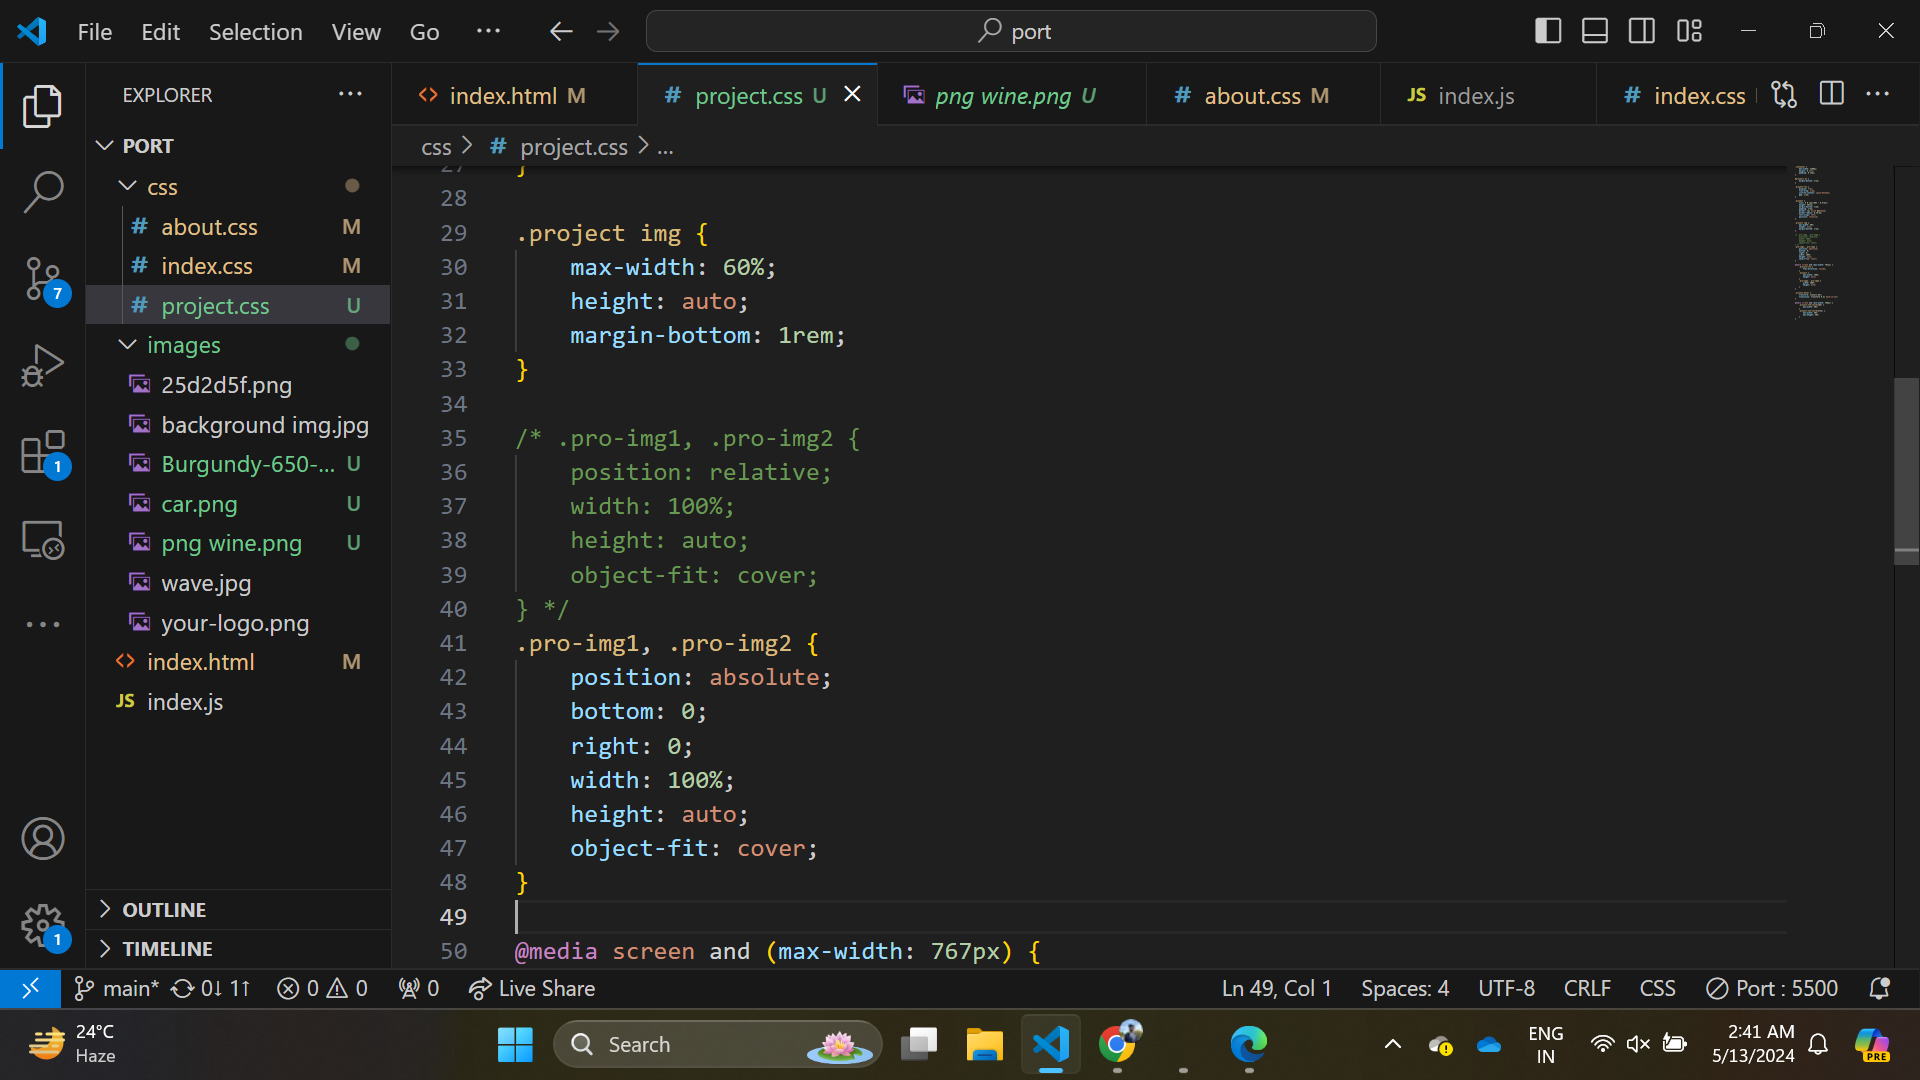 File Edit Selection View Go ··· port
EXPLORER ···
PORT
css
# about.css M
# index.css M
# project.css U
images
25d2d5f.png
background img.jpg
Burgundy-650-... U
car.png U
png wine.png U
wave.jpg
your-logo.png
<> index.html M
JS index.js
OUTLINE
TIMELINE
7
1
1
<> index.html M # project.css U png wine.png U # about.css M JS index.js # index.css
css > # project.css > ...
27 }
28
29 .project img {
30 max-width: 60%;
31 height: auto;
32 margin-bottom: 1rem;
33 }
34
35 /* .pro-img1, .pro-img2 {
36 position: relative;
37 width: 100%;
38 height: auto;
39 object-fit: cover;
40 } */
41 .pro-img1, .pro-img2 {
42 position: absolute;
43 bottom: 0;
44 right: 0;
45 width: 100%;
46 height: auto;
47 object-fit: cover;
48 }
49
50 @media screen and (max-width: 767px) {
main* 0↓ 1↑ 0 0 0 Live Share Ln 49, Col 1 Spaces: 4 UTF-8 CRLF CSS Port : 5500
24°C
Haze
Search
ENG
IN
2:41 AM
5/13/2024
PRE